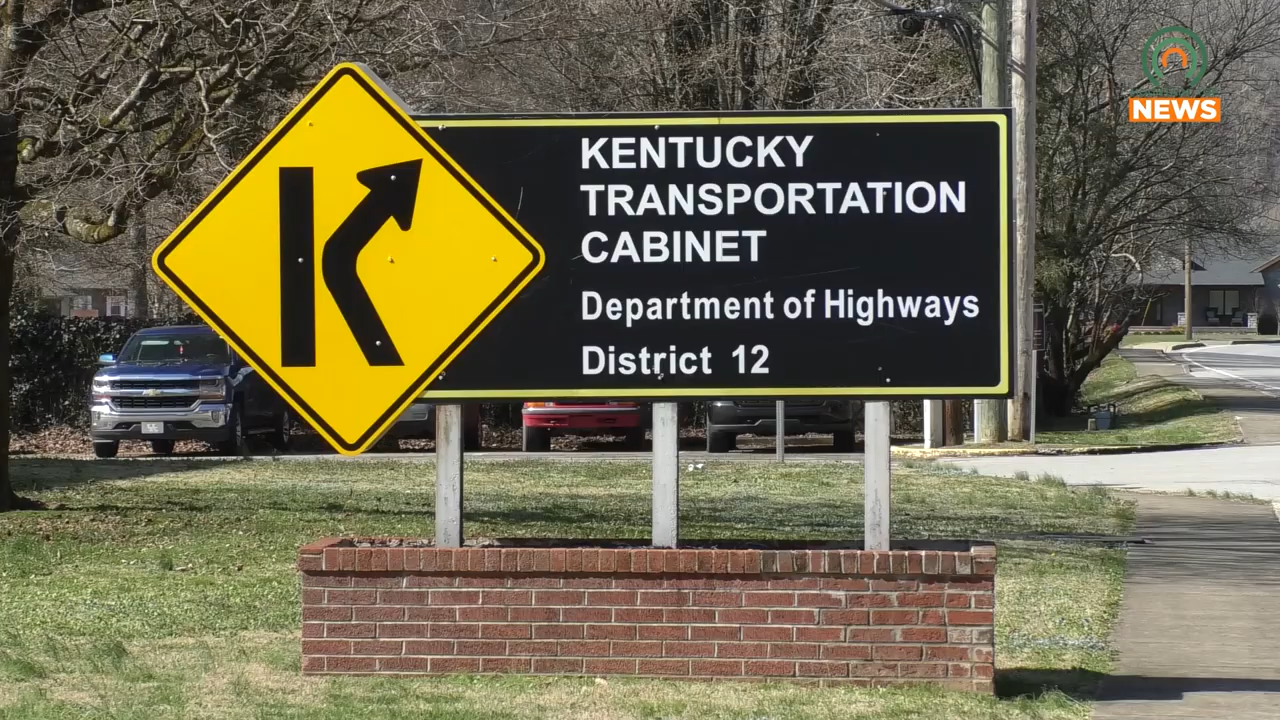 NEWS
KENTUCKY
TRANSPORTATION
CABINET
Department of Highways
District 12